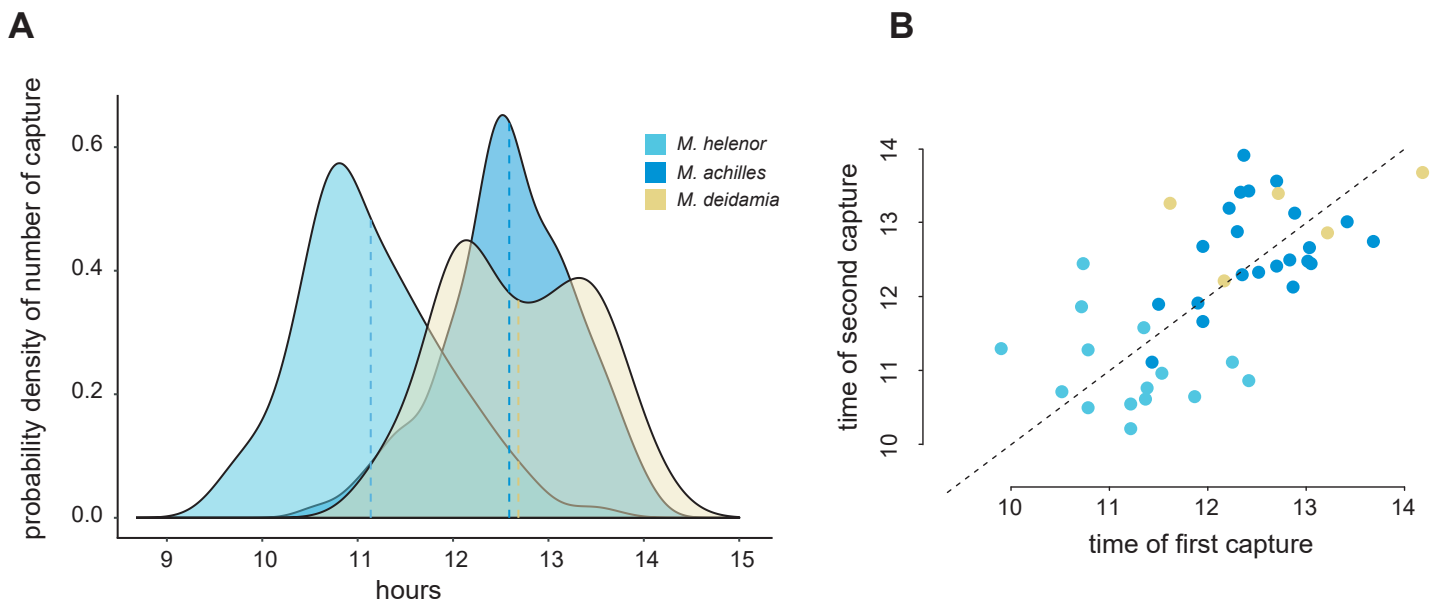 A
probability density of number of capture
0.6
0.4
0.2
0.0
9 10 11 12 13 14 15
hours
M. helenor
M. achilles
M. deidamia
B
time of second capture
14
13
12
11
10
10 11 12 13 14
time of first capture